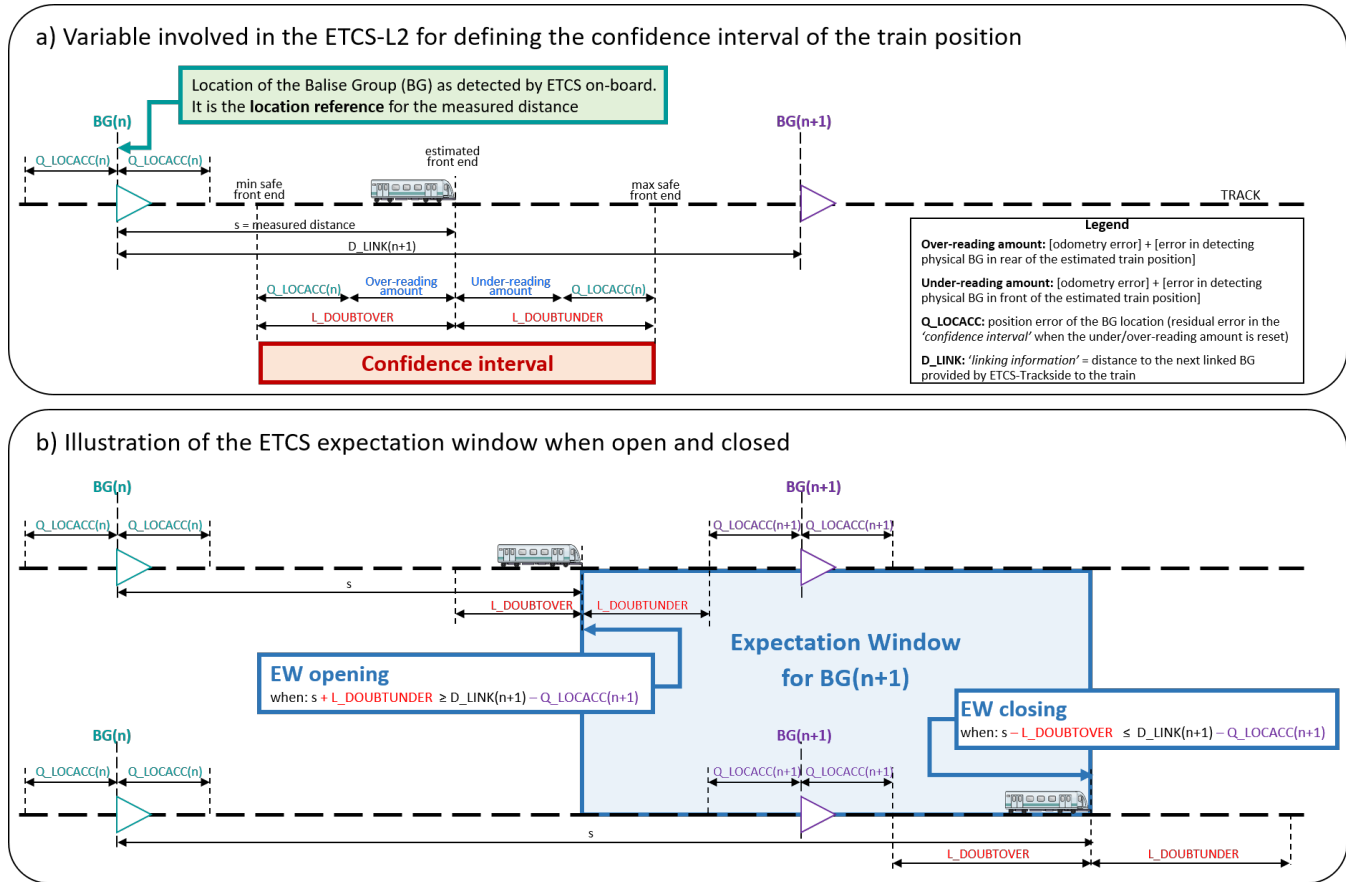 a) Variable involved in the ETCS-L2 for defining the confidence interval of the train position
Location of the Balise Group (BG) as detected by ETCS on-board.
It is the location reference for the measured distance
BG(n)
BG(n+1)
Q_LOCACC(n)
Q_LOCACC(n)
estimated
front end
min safe
front end
max safe
front end
TRACK
s = measured distance
D_LINK(n+1)
Q_LOCACC(n)
Over-reading
amount
Under-reading
amount
Q_LOCACC(n)
L_DOUBTOVER
L_DOUBTUNDER
Confidence interval
Legend
Over-reading amount: [odometry error] + [error in detecting
physical BG in rear of the estimated train position]
Under-reading amount: [odometry error] + [error in detecting
physical BG in front of the estimated train position]
Q_LOCACC: position error of the BG location (residual error in the
‘confidence interval’ when the under/over-reading amount is reset)
D_LINK: ‘linking information’ = distance to the next linked BG
provided by ETCS-Trackside to the train
b) Illustration of the ETCS expectation window when open and closed
BG(n)
BG(n+1)
Q_LOCACC(n)
Q_LOCACC(n)
Q_LOCACC(n+1)
Q_LOCACC(n+1)
s
L_DOUBTOVER
L_DOUBTUNDER
Expectation Window
for BG(n+1)
EW opening
when: s + L_DOUBTUNDER ≥ D_LINK(n+1) – Q_LOCACC(n+1)
EW closing
when: s – L_DOUBTOVER ≤ D_LINK(n+1) – Q_LOCACC(n+1)
BG(n)
BG(n+1)
Q_LOCACC(n)
Q_LOCACC(n)
Q_LOCACC(n+1)
Q_LOCACC(n+1)
s
L_DOUBTOVER
L_DOUBTUNDER